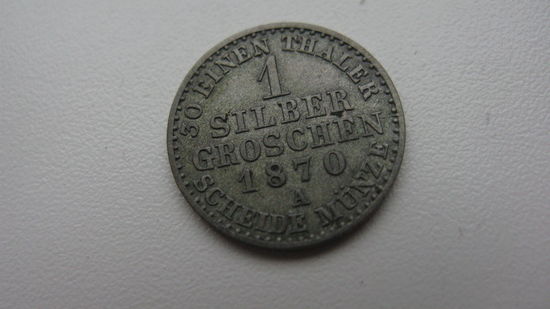 30 EINEN THALER
1
SILBER
GROSCHEN
1870
A
SCHEIDE MÜNZE